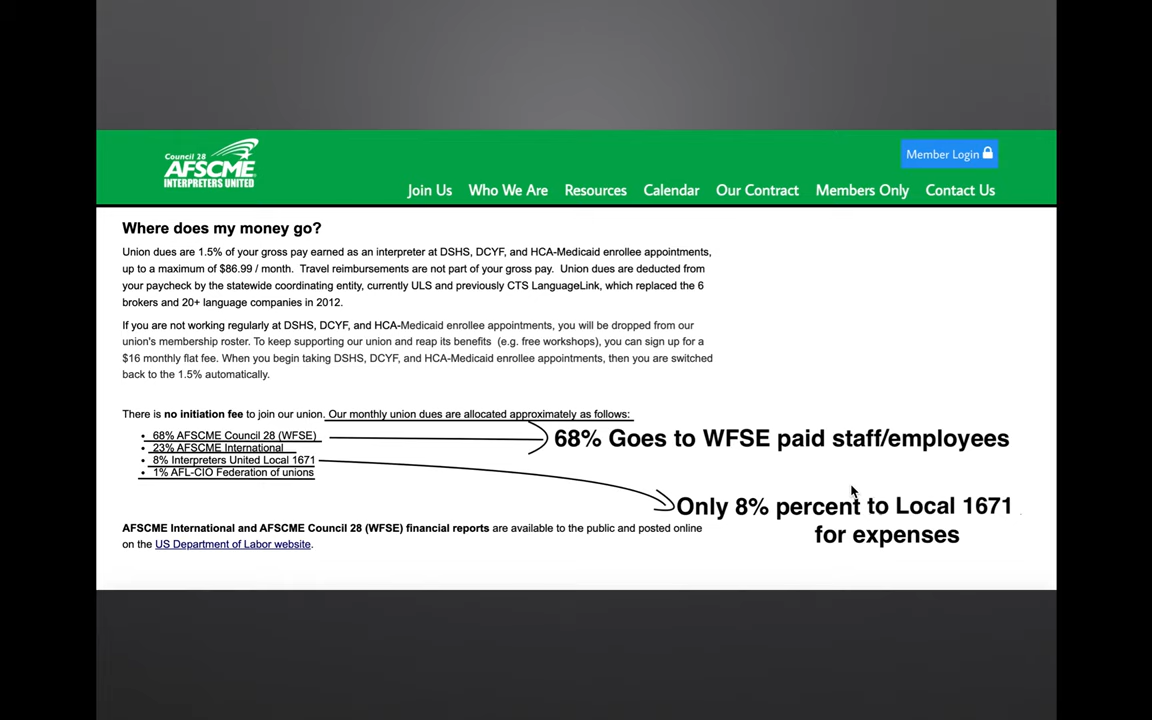 Council 28
AFSCME
INTERPRETERS UNITED
Member Login
Join Us Who We Are Resources Calendar Our Contract Members Only Contact Us
Where does my money go?
Union dues are 1.5% of your gross pay earned as an interpreter at DSHS, DCYF, and HCA-Medicaid enrollee appointments,
up to a maximum of $86.99 / month. Travel reimbursements are not part of your gross pay. Union dues are deducted from
your paycheck by the statewide coordinating entity, currently ULS and previously CTS LanguageLink, which replaced the 6
brokers and 20+ language companies in 2012.
If you are not working regularly at DSHS, DCYF, and HCA-Medicaid enrollee appointments, you will be dropped from our
union's membership roster. To keep supporting our union and reap its benefits (e.g. free workshops), you can sign up for a
$16 monthly flat fee. When you begin taking DSHS, DCYF, and HCA-Medicaid enrollee appointments, then you are switched
back to the 1.5% automatically.
There is no initiation fee to join our union. Our monthly union dues are allocated approximately as follows:
• 68% AFSCME Council 28 (WFSE)
• 23% AFSCME International
• 8% Interpreters United Local 1671
• 1% AFL-CIO Federation of unions
68% Goes to WFSE paid staff/employees
Only 8% percent to Local 1671
for expenses
AFSCME International and AFSCME Council 28 (WFSE) financial reports are available to the public and posted online
on the US Department of Labor website.